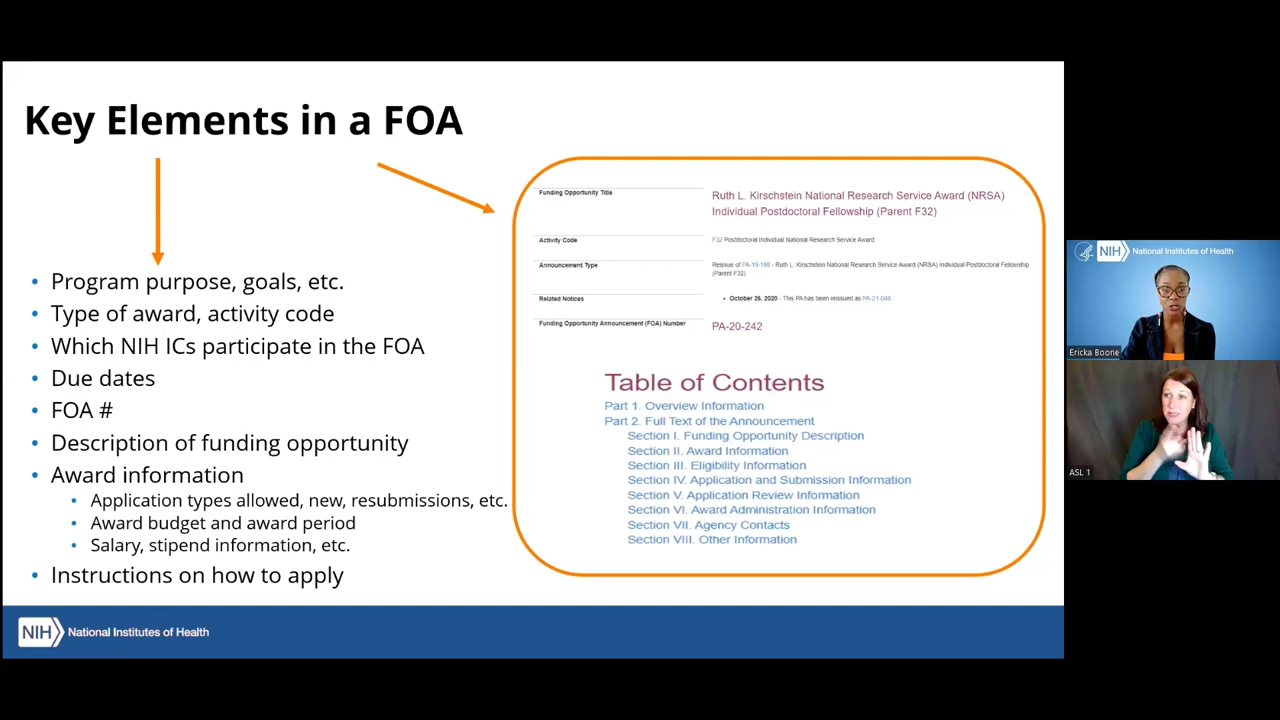 Key Elements in a FOA
• Program purpose, goals, etc.
• Type of award, activity code
• Which NIH ICs participate in the FOA
• Due dates
• FOA #
• Description of funding opportunity
• Award information
• Application types allowed, new, resubmissions, etc.
• Award budget and award period
• Salary, stipend information, etc.
• Instructions on how to apply
Funding Opportunity Title
Ruth L. Kirschstein National Research Service Award (NRSA)
Individual Postdoctoral Fellowship (Parent F32)
Activity Code
F32 Postdoctoral Individual National Research Service Award
Announcement Type
Reissue of PA-19-188 - Ruth L. Kirschstein National Research Service Award (NRSA) Individual Postdoctoral Fellowship
(Parent F32)
Related Notices
• October 26, 2020 - This PA has been reissued as PA-21-048.
Funding Opportunity Announcement (FOA) Number
PA-20-242
Table of Contents
Part 1. Overview Information
Part 2. Full Text of the Announcement
Section I. Funding Opportunity Description
Section II. Award Information
Section III. Eligibility Information
Section IV. Application and Submission Information
Section V. Application Review Information
Section VI. Award Administration Information
Section VII. Agency Contacts
Section VIII. Other Information
NIH National Institutes of Health
NIH National Institutes of Health
Ericka Boone
ASL 1